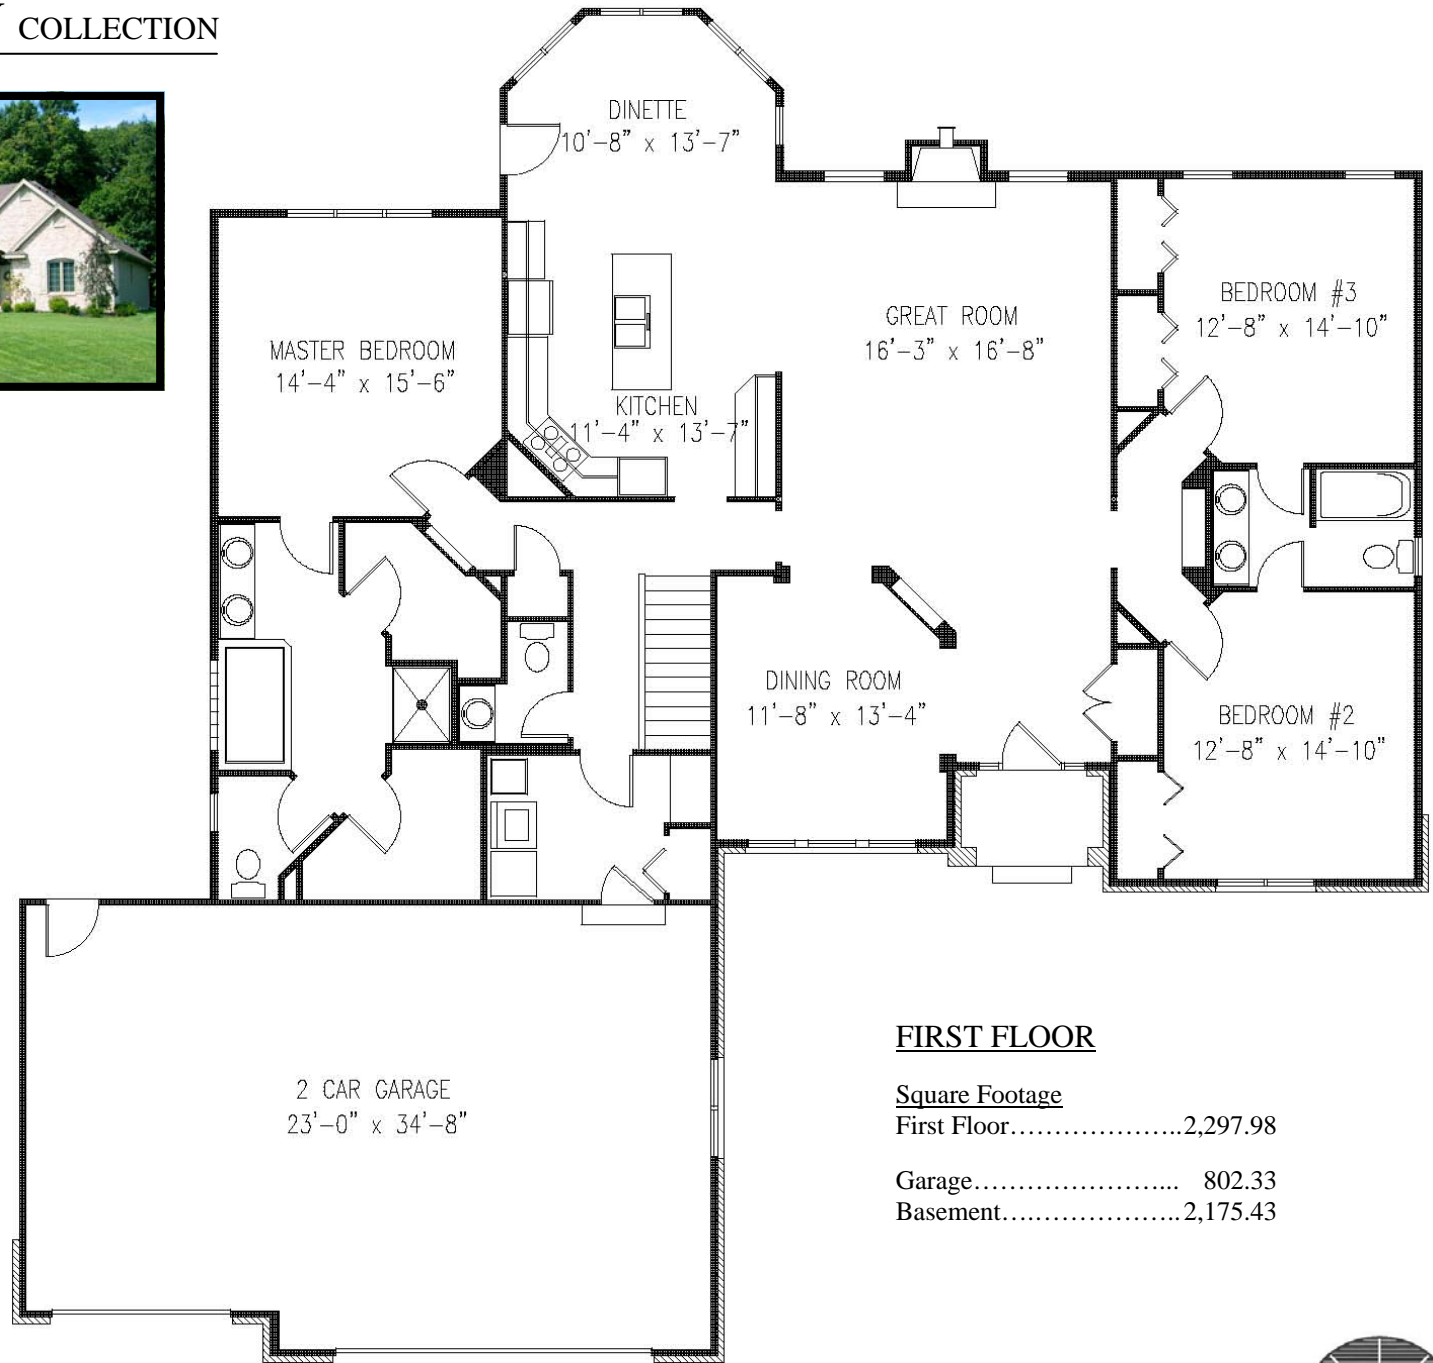 COLLECTION
DINETTE
10'-8" x 13'-7"
MASTER BEDROOM
14'-4" x 15'-6"
KITCHEN
11'-4" x 13'-7"
GREAT ROOM
16'-3" x 16'-8"
BEDROOM #3
12'-8" x 14'-10"
DINING ROOM
11'-8" x 13'-4"
BEDROOM #2
12'-8" x 14'-10"
2 CAR GARAGE
23'-0" x 34'-8"
FIRST FLOOR
Square Footage
First Floor………………..2,297.98
Garage…………………... 802.33
Basement…………………2,175.43